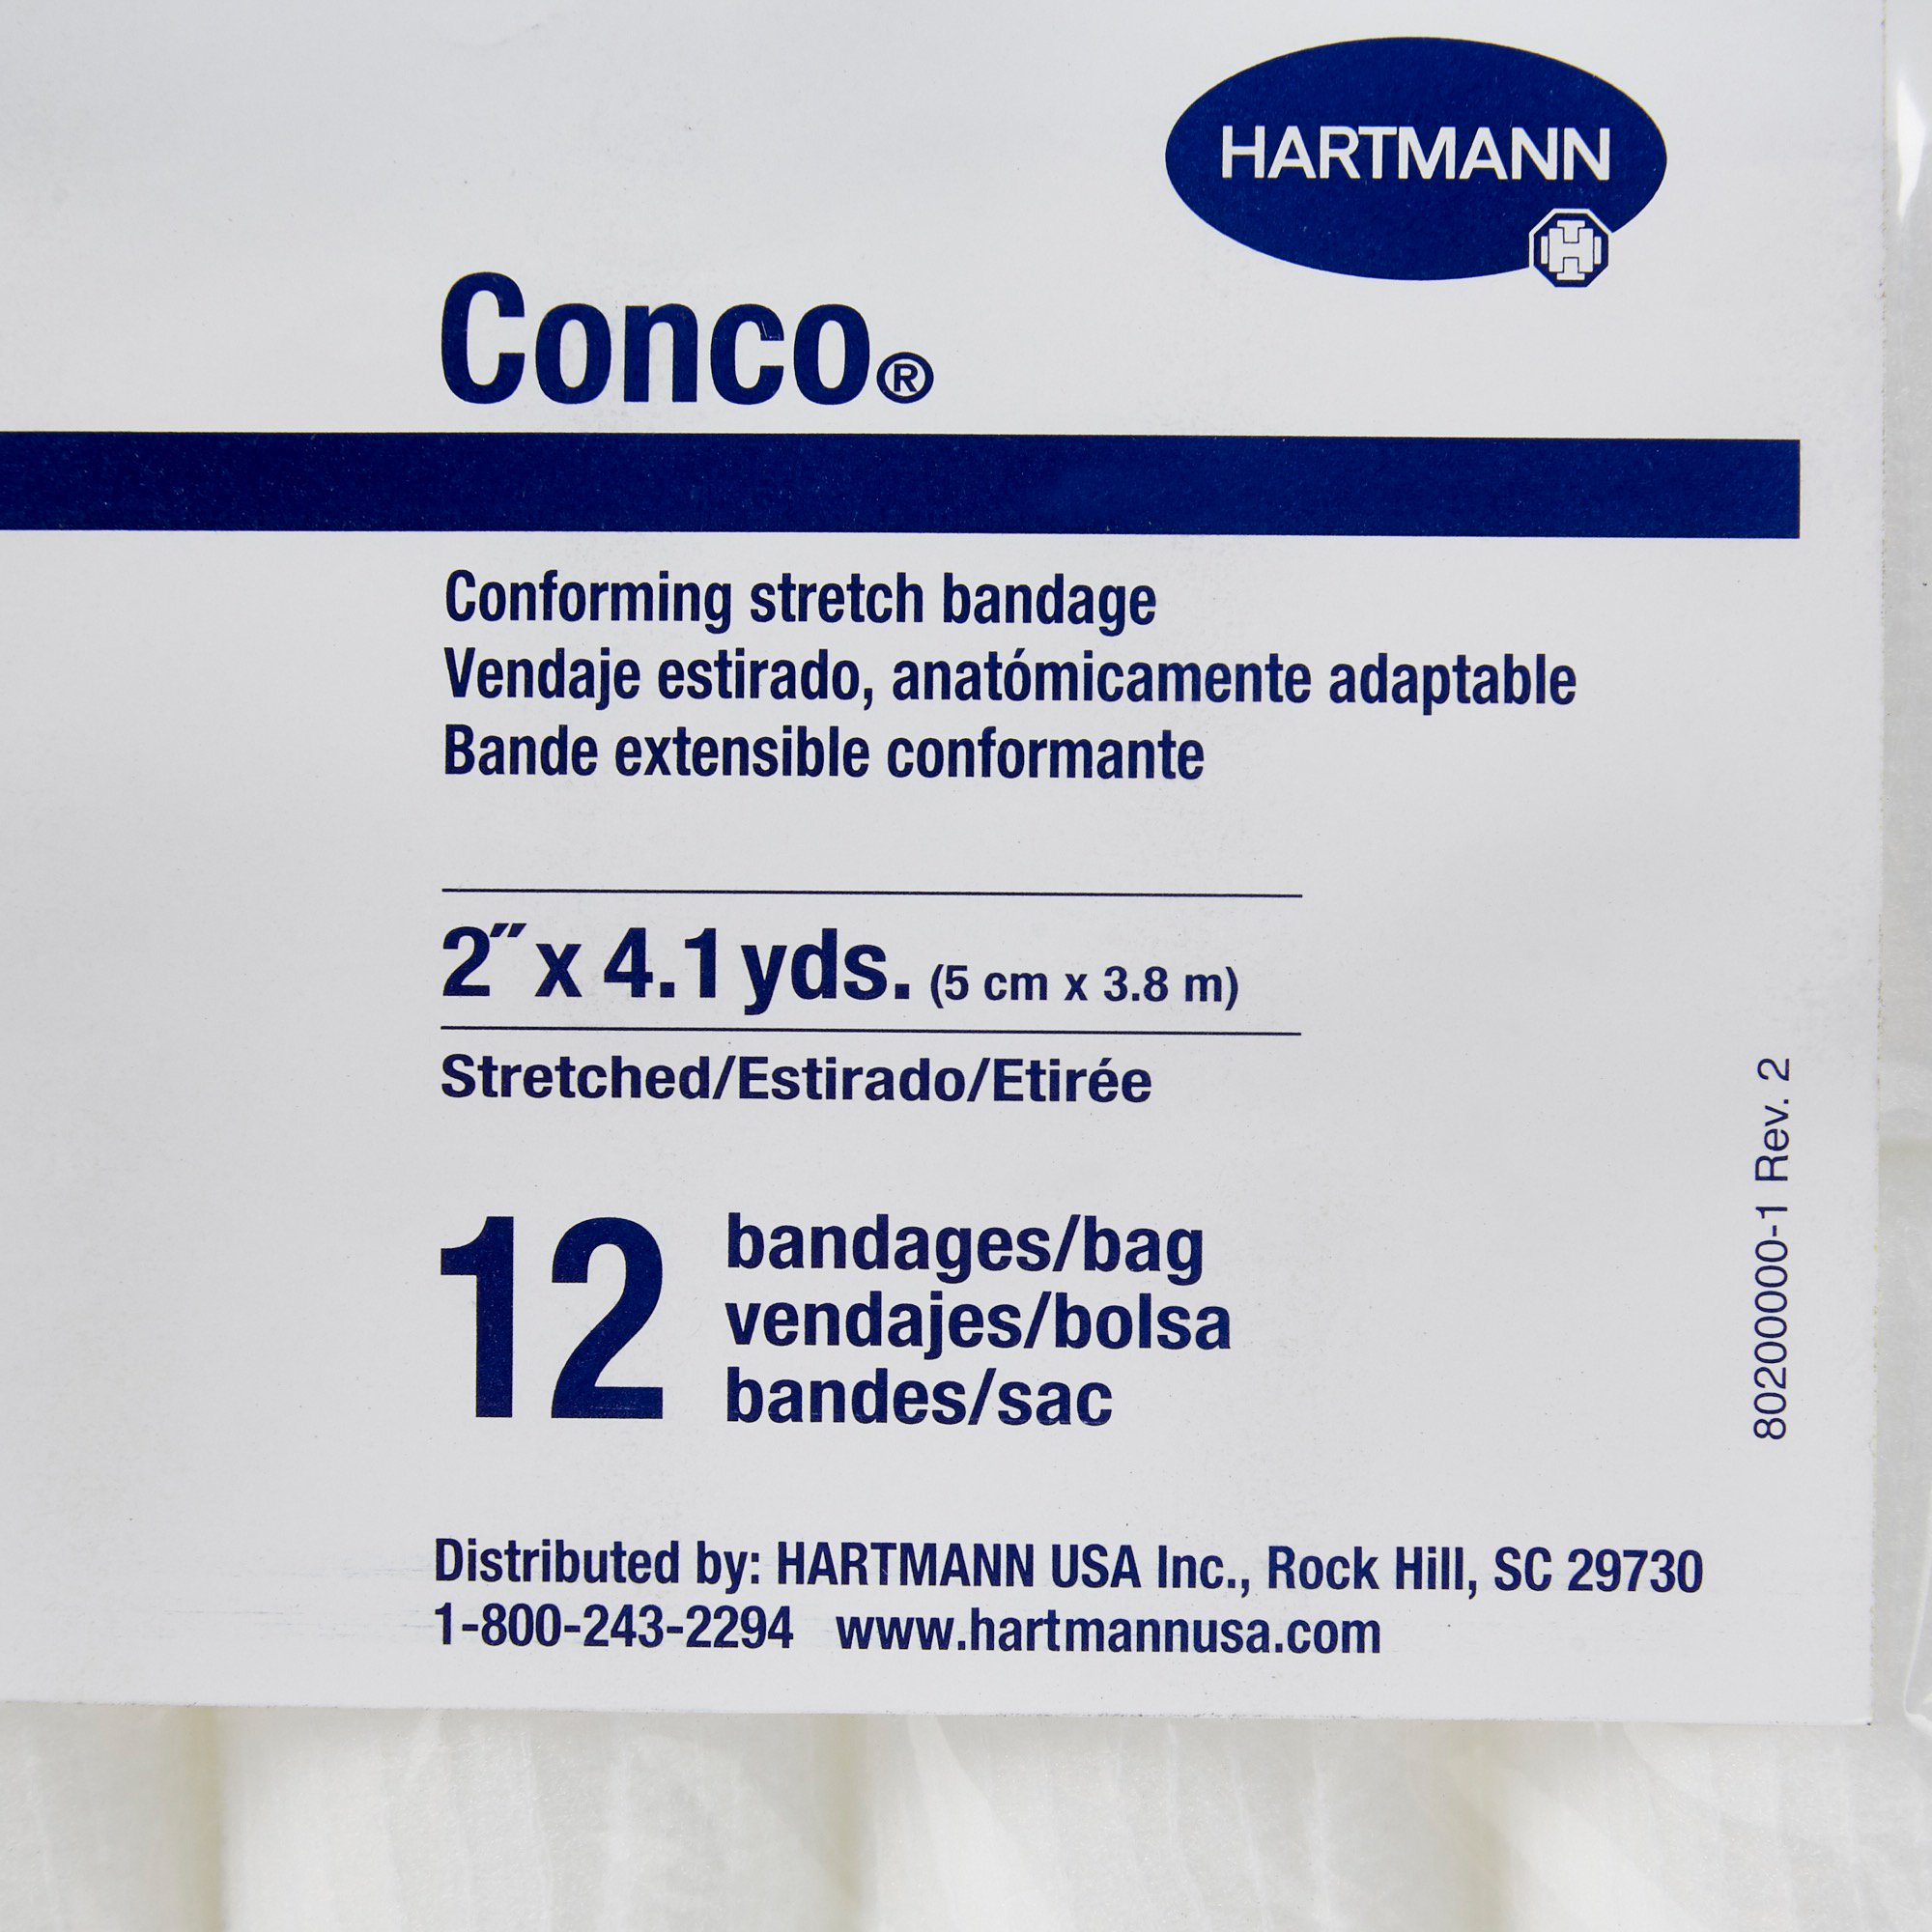 HARTMANN
Conco®
Conforming stretch bandage
Vendaje estirado, anatómicamente adaptable
Bande extensible conformante
2″ x 4.1 yds. (5 cm x 3.8 m)
Stretched/Estirado/Etirée
12 bandages/bag
vendajes/bolsa
bandes/sac
80200000-1 Rev. 2
Distributed by: HARTMANN USA Inc., Rock Hill, SC 29730
1-800-243-2294 www.hartmannusa.com